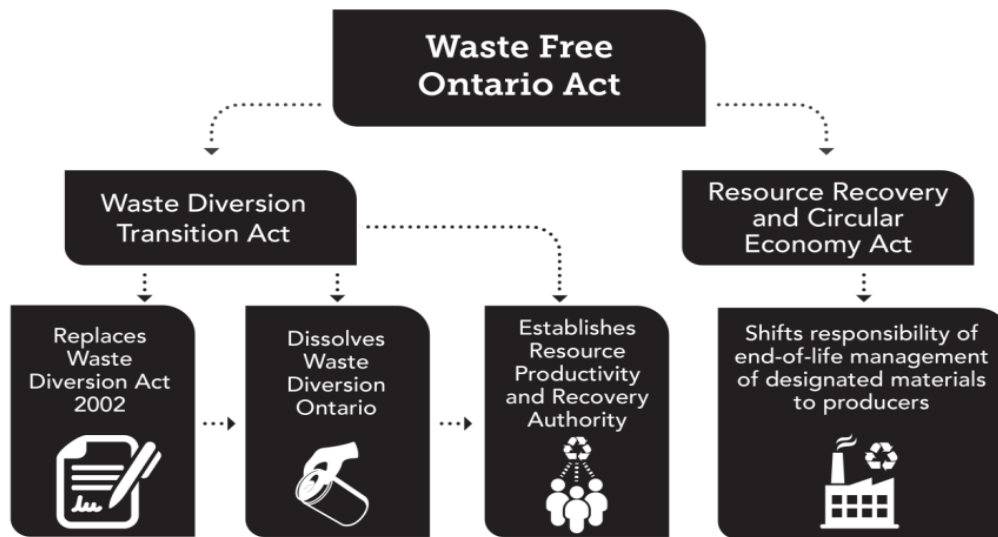 Waste Free
Ontario Act
Waste Diversion
Transition Act
Resource Recovery
and Circular
Economy Act
Replaces
Waste
Diversion Act
2002
Dissolves
Waste
Diversion
Ontario
Establishes
Resource
Productivity
and Recovery
Authority
Shifts responsibility of
end-of-life management
of designated materials
to producers